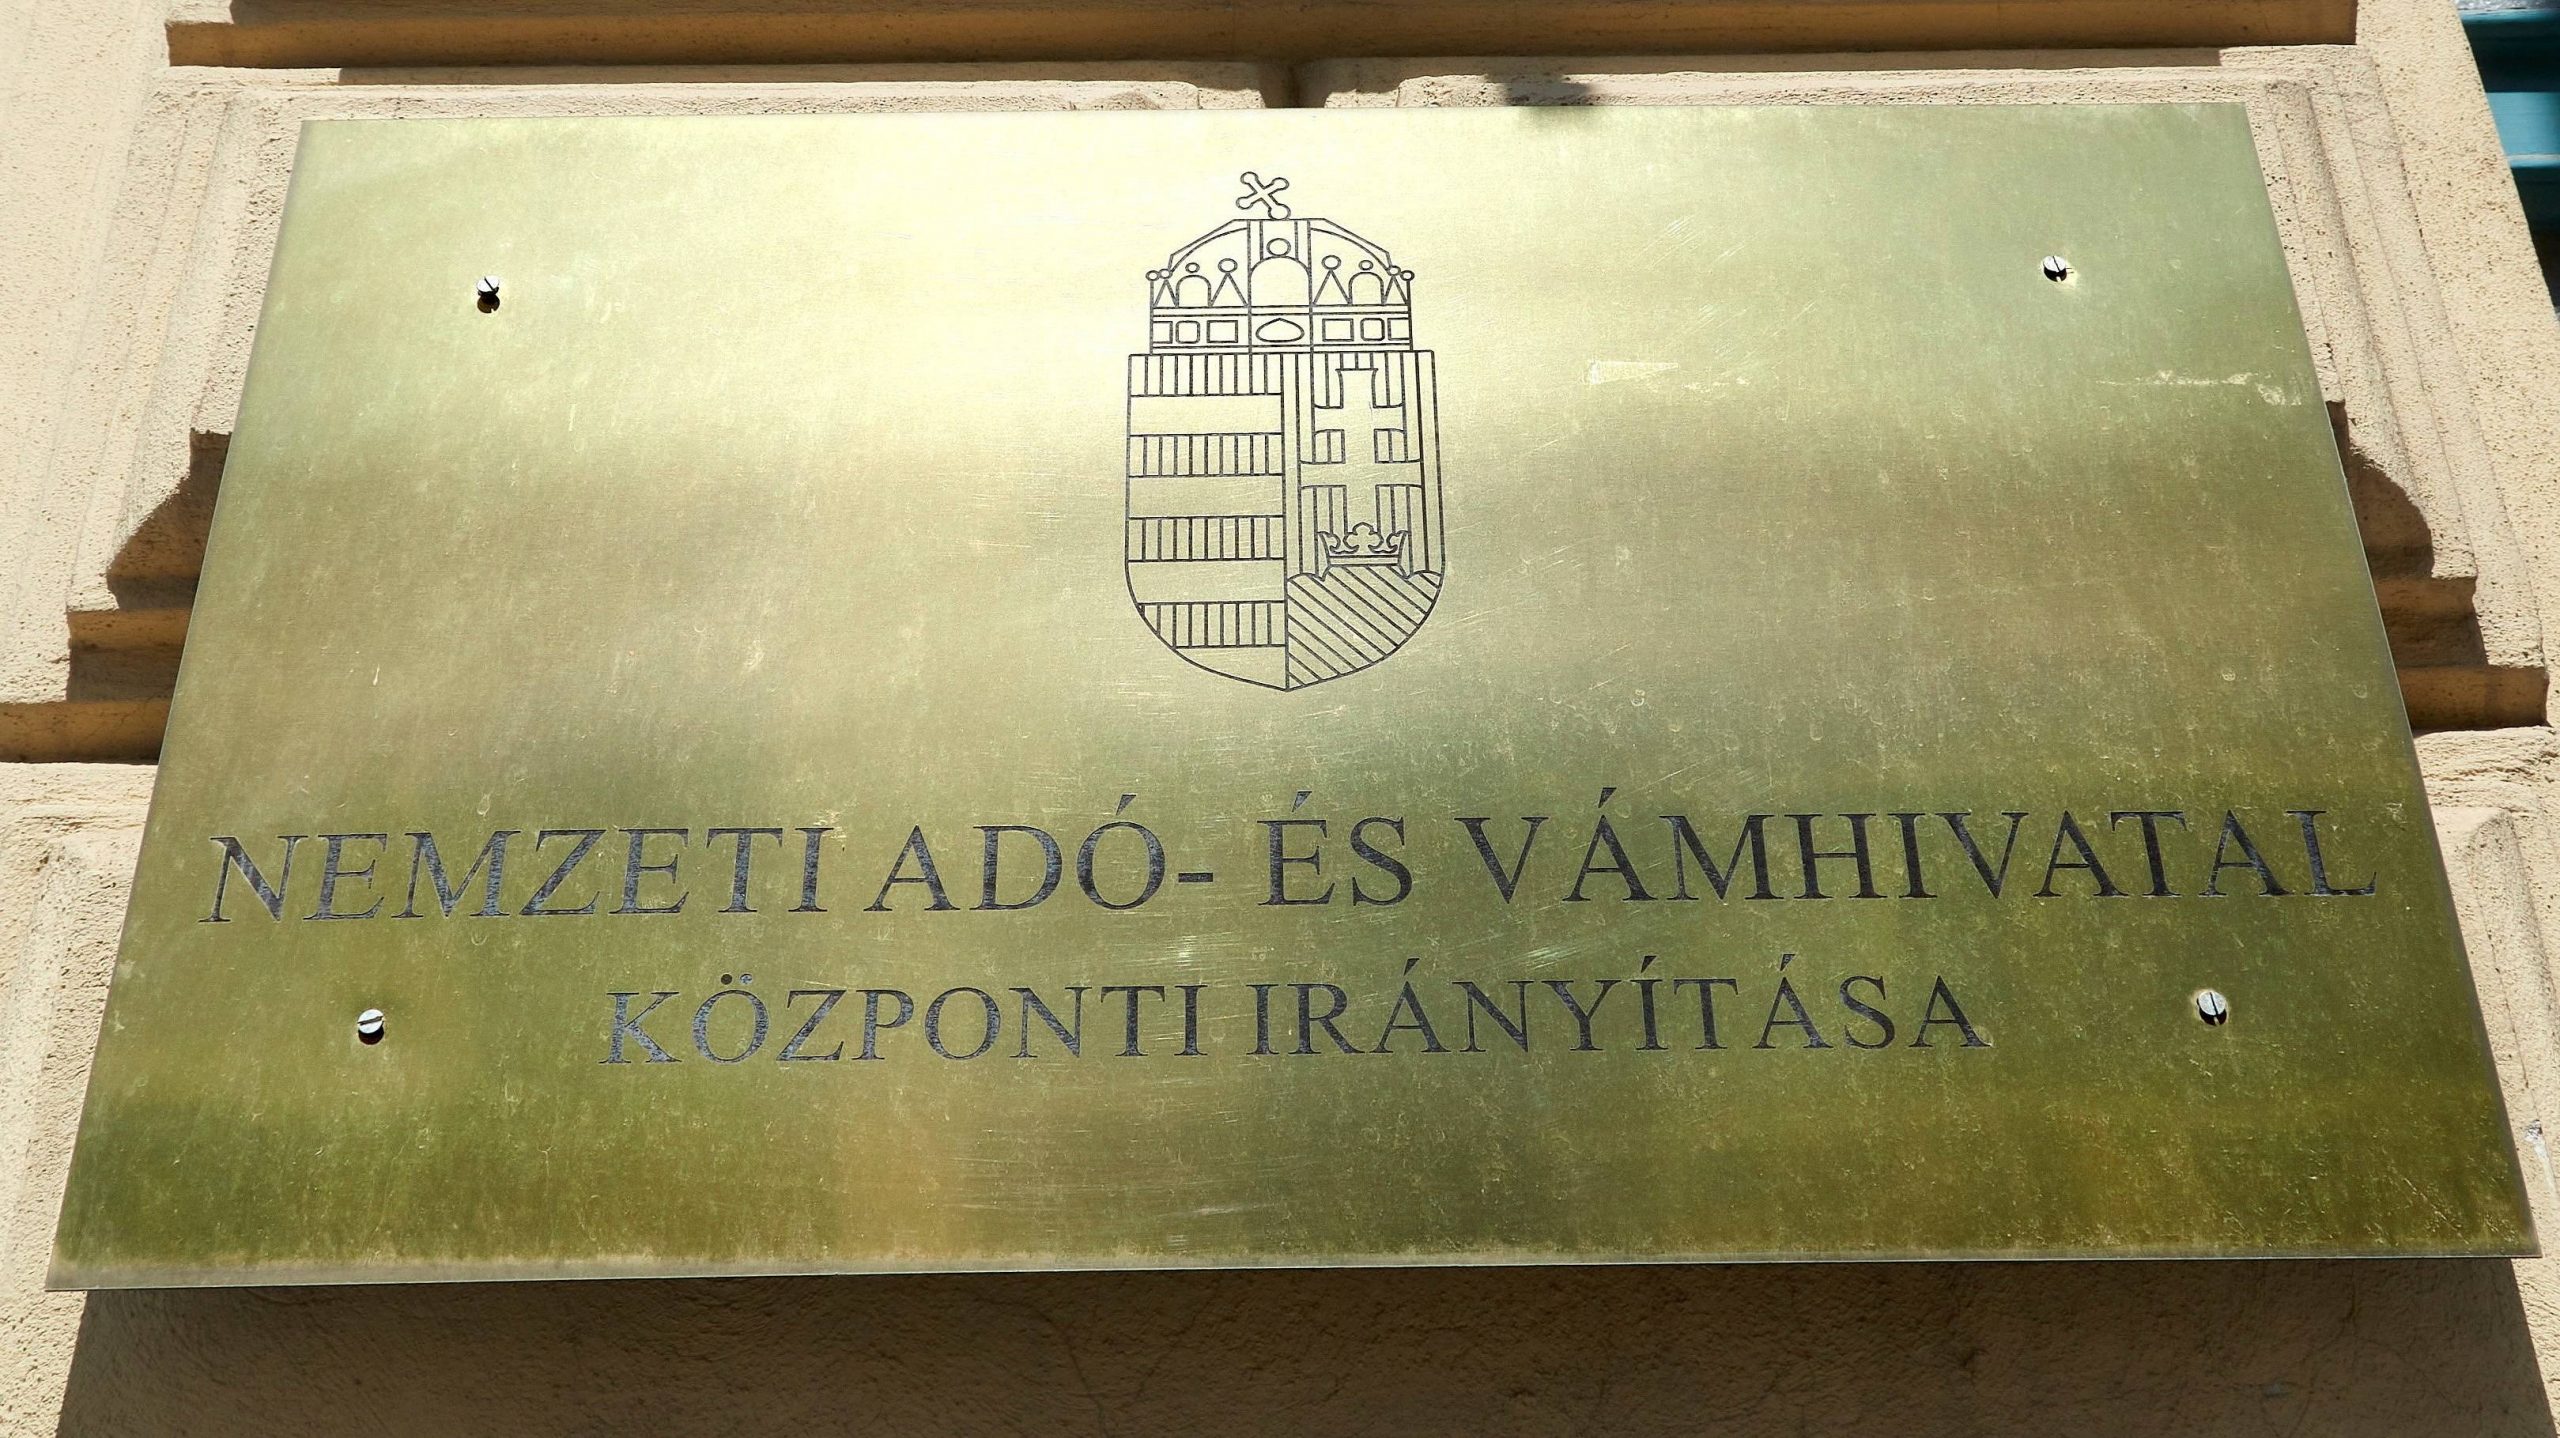 NEMZETI ADÓ- ÉS VÁMHIVATAL
KÖZPONTI IRÁNYÍTÁSA